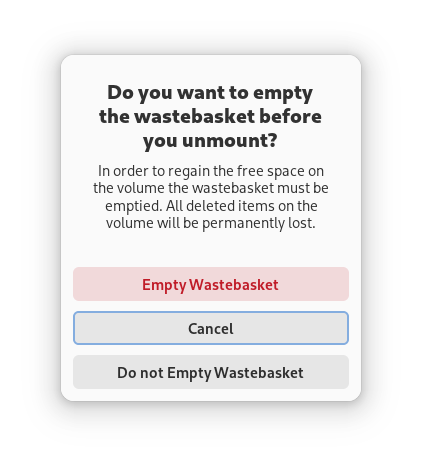 Do you want to empty
the wastebasket before
you unmount?
In order to regain the free space on
the volume the wastebasket must be
emptied. All deleted items on the
volume will be permanently lost.
Empty Wastebasket
Cancel
Do not Empty Wastebasket